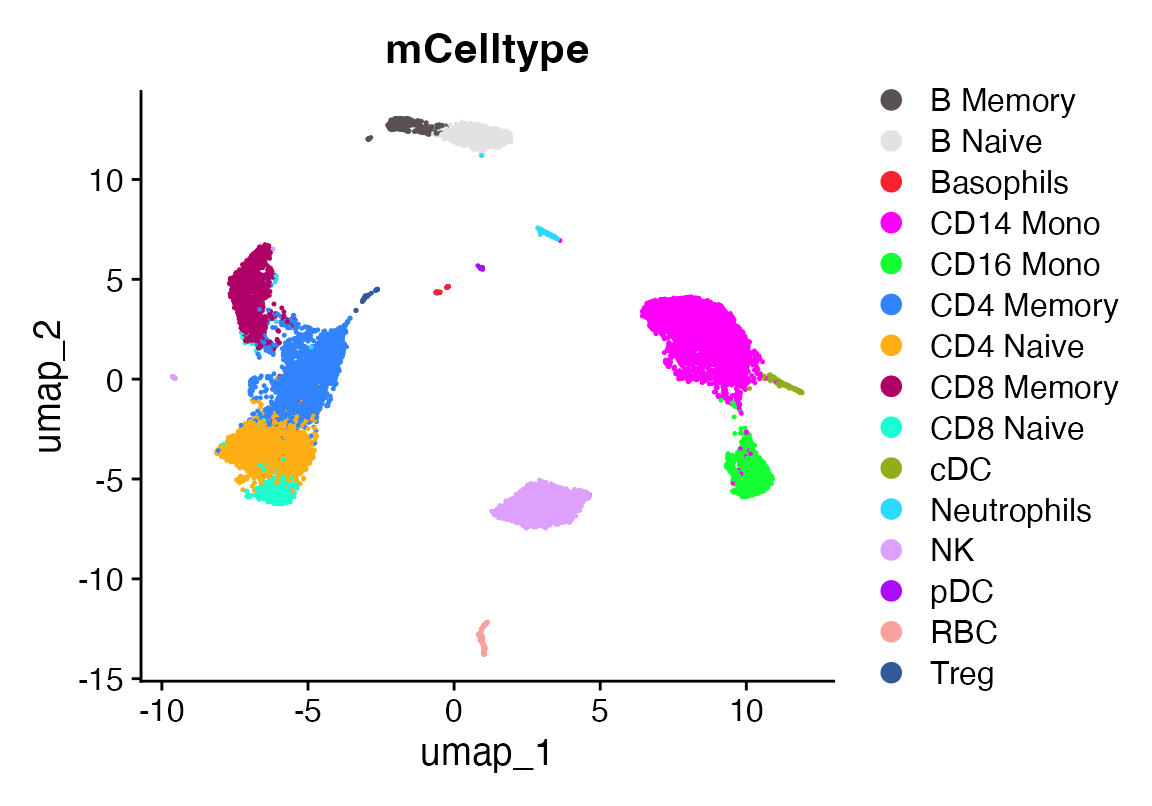 mCelltype
umap_2
10
5
0
-5
-10
-15
-10
-5
0
5
10
umap_1
B Memory
B Naive
Basophils
CD14 Mono
CD16 Mono
CD4 Memory
CD4 Naive
CD8 Memory
CD8 Naive
cDC
Neutrophils
NK
pDC
RBC
Treg